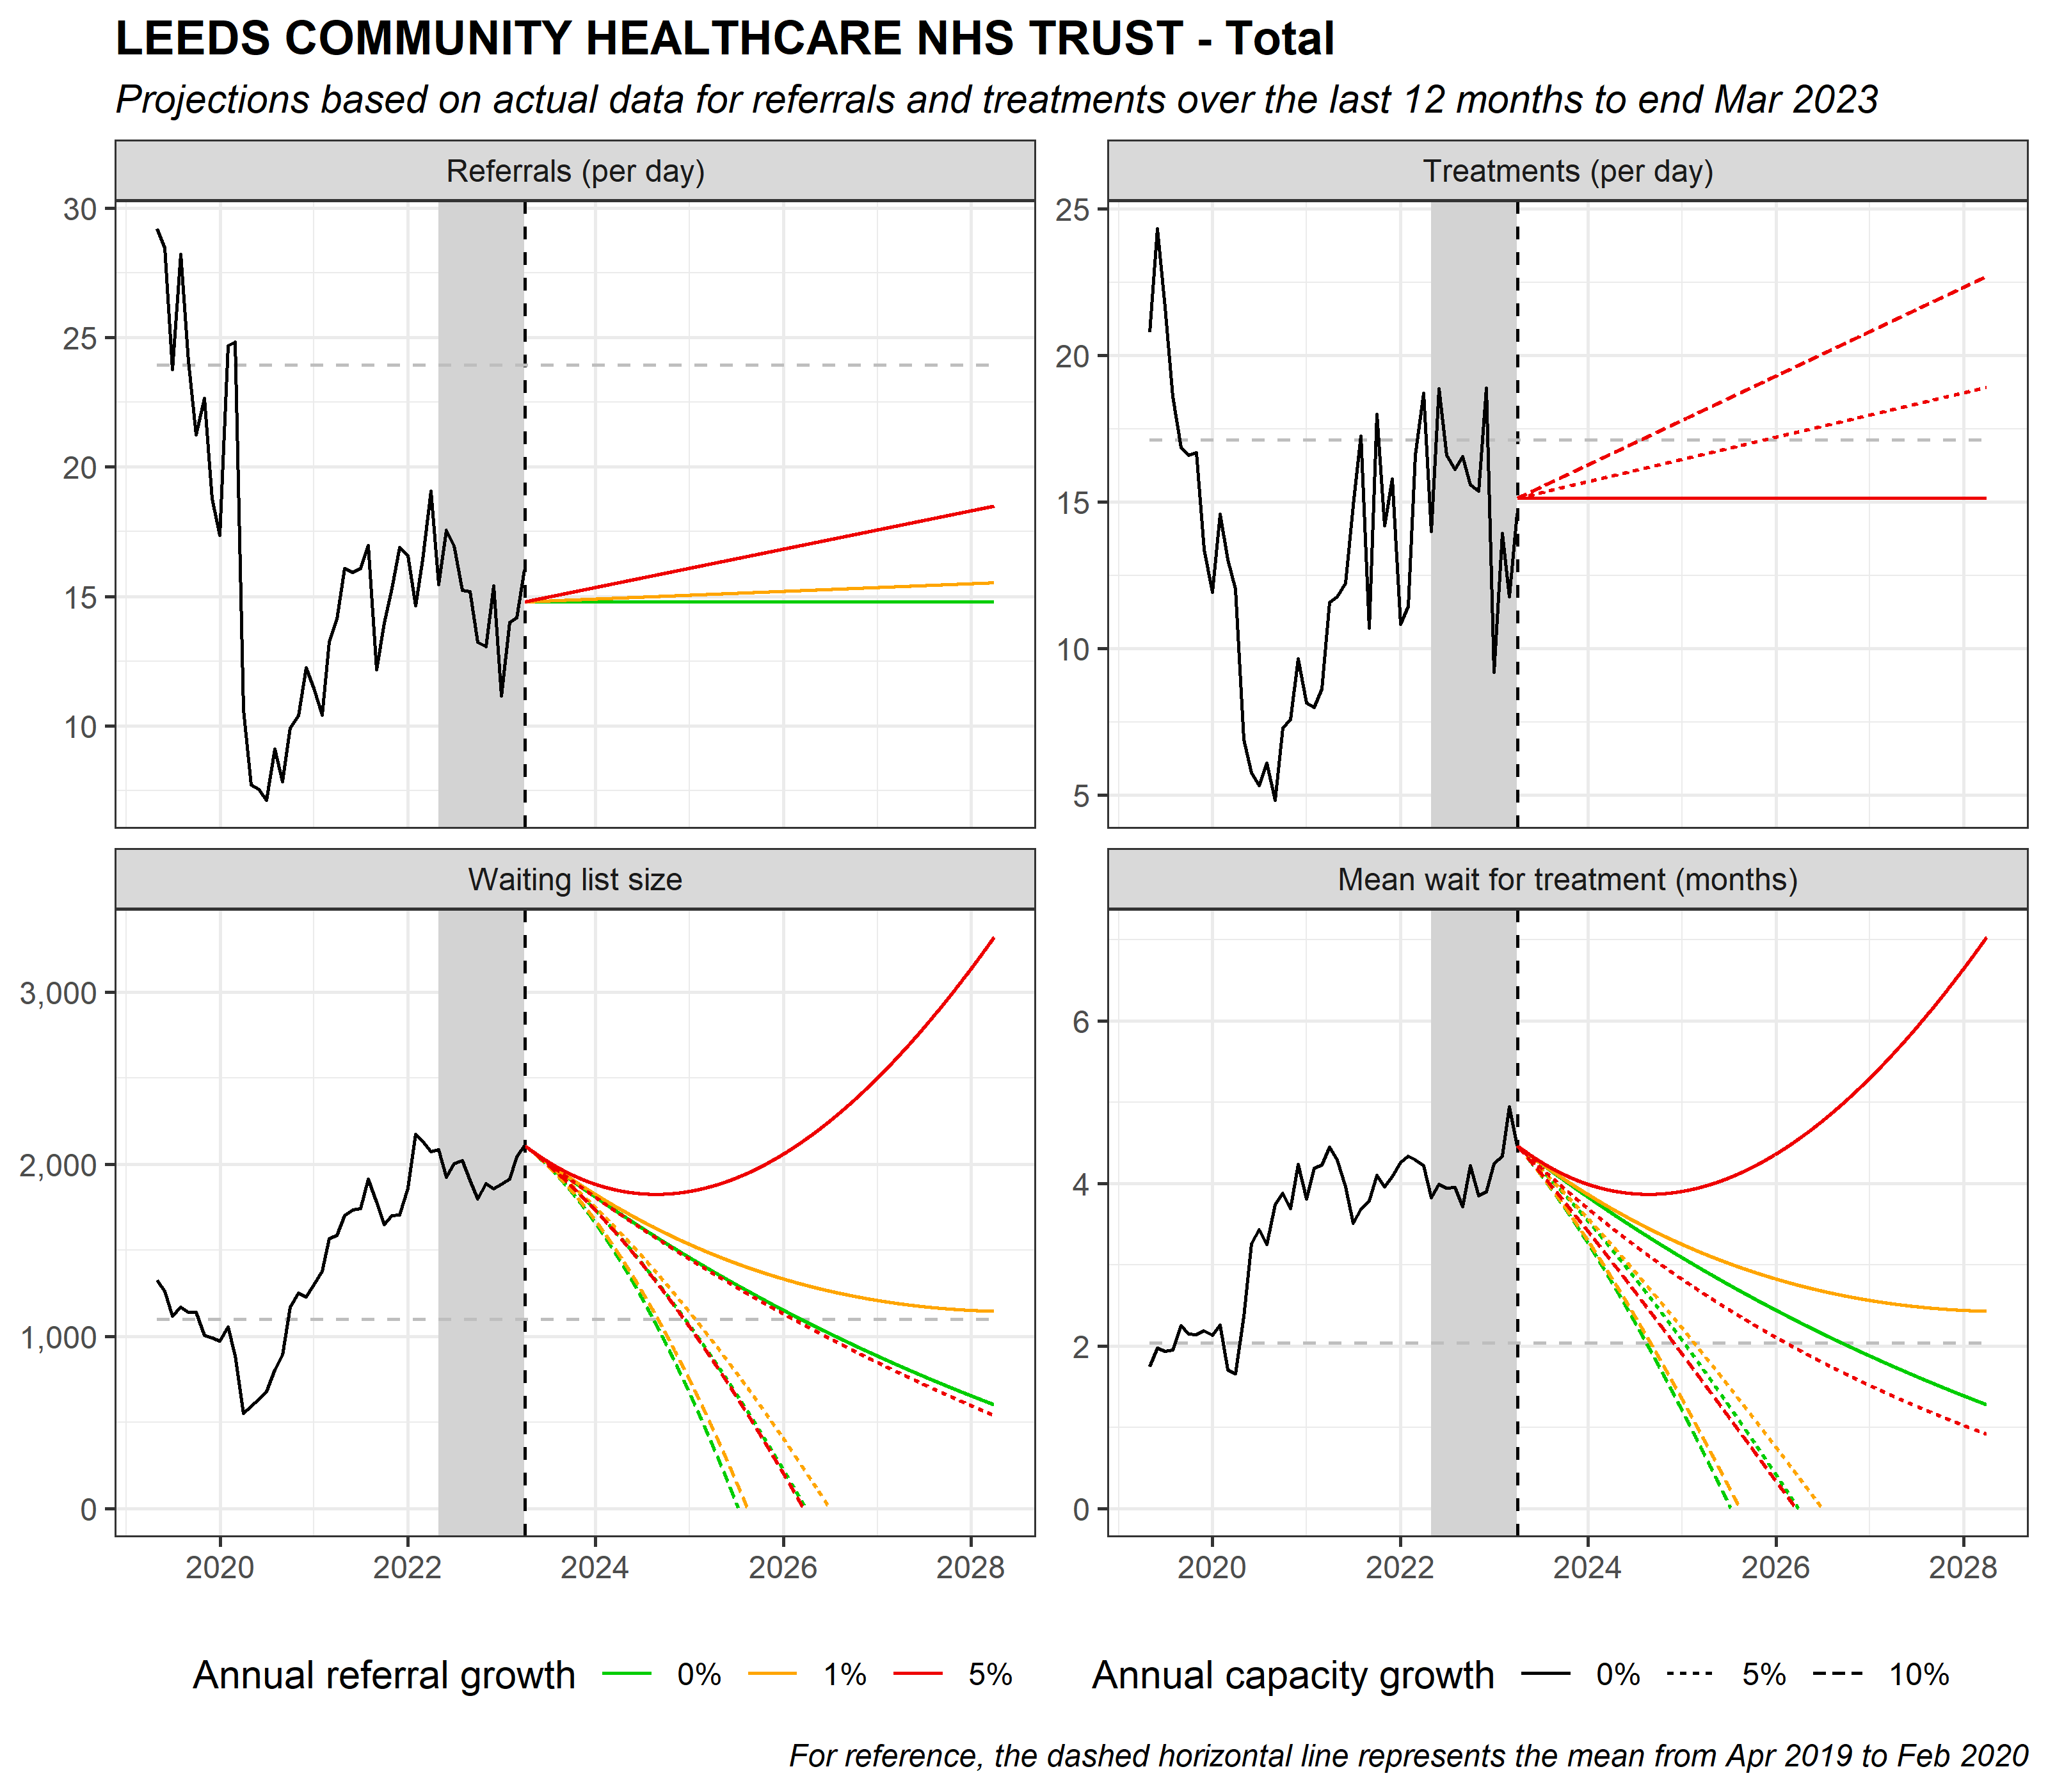 LEEDS COMMUNITY HEALTHCARE NHS TRUST - Total
Projections based on actual data for referrals and treatments over the last 12 months to end Mar 2023
Referrals (per day)
30
25
20
15
10
Treatments (per day)
25
20
15
10
5
Waiting list size
3,000
2,000
1,000
0
2020 2022 2024 2026 2028
Mean wait for treatment (months)
6
4
2
0
2020 2022 2024 2026 2028
Annual referral growth 0% 1% 5%
Annual capacity growth 0% 5% 10%
For reference, the dashed horizontal line represents the mean from Apr 2019 to Feb 2020